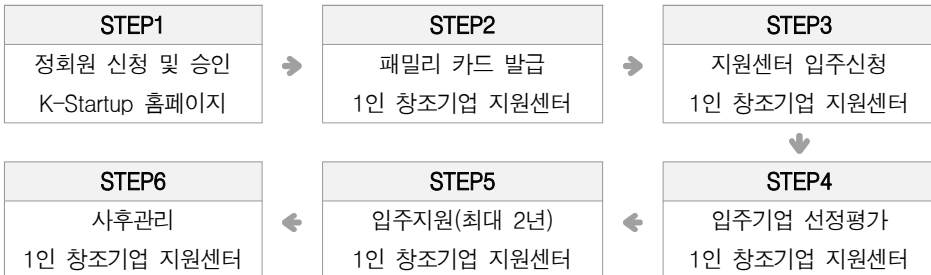 STEP1
정회원 신청 및 승인
K-Startup 홈페이지
STEP2
패밀리 카드 발급
1인 창조기업 지원센터
STEP3
지원센터 입주신청
1인 창조기업 지원센터
STEP4
입주기업 선정평가
1인 창조기업 지원센터
STEP5
입주지원(최대 2년)
1인 창조기업 지원센터
STEP6
사후관리
1인 창조기업 지원센터